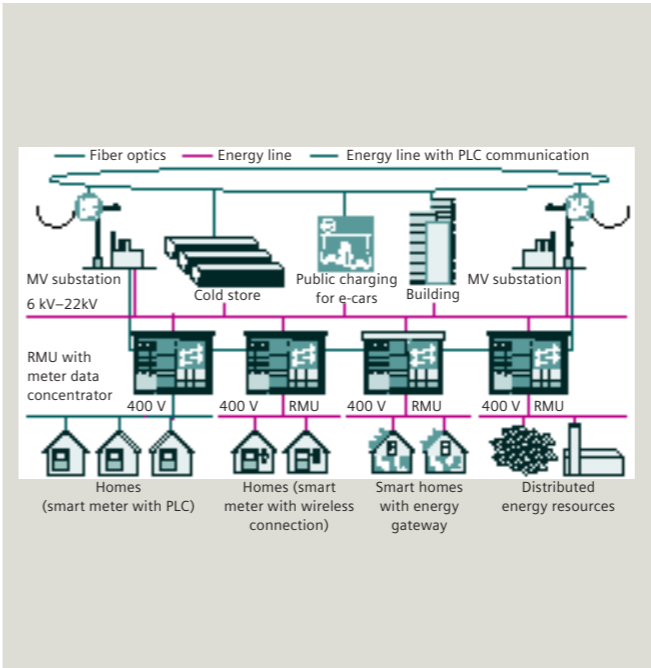 Fiber optics Energy line Energy line with PLC communication
MV substation
Cold store
Public charging
for e-cars
Building
MV substation
6 kV–22kV
RMU with
meter data
concentrator
400 V
400 V RMU
400 V RMU
400 V RMU
Homes
(smart meter with PLC)
Homes (smart
meter with wireless
connection)
Smart homes
with energy
gateway
Distributed
energy resources